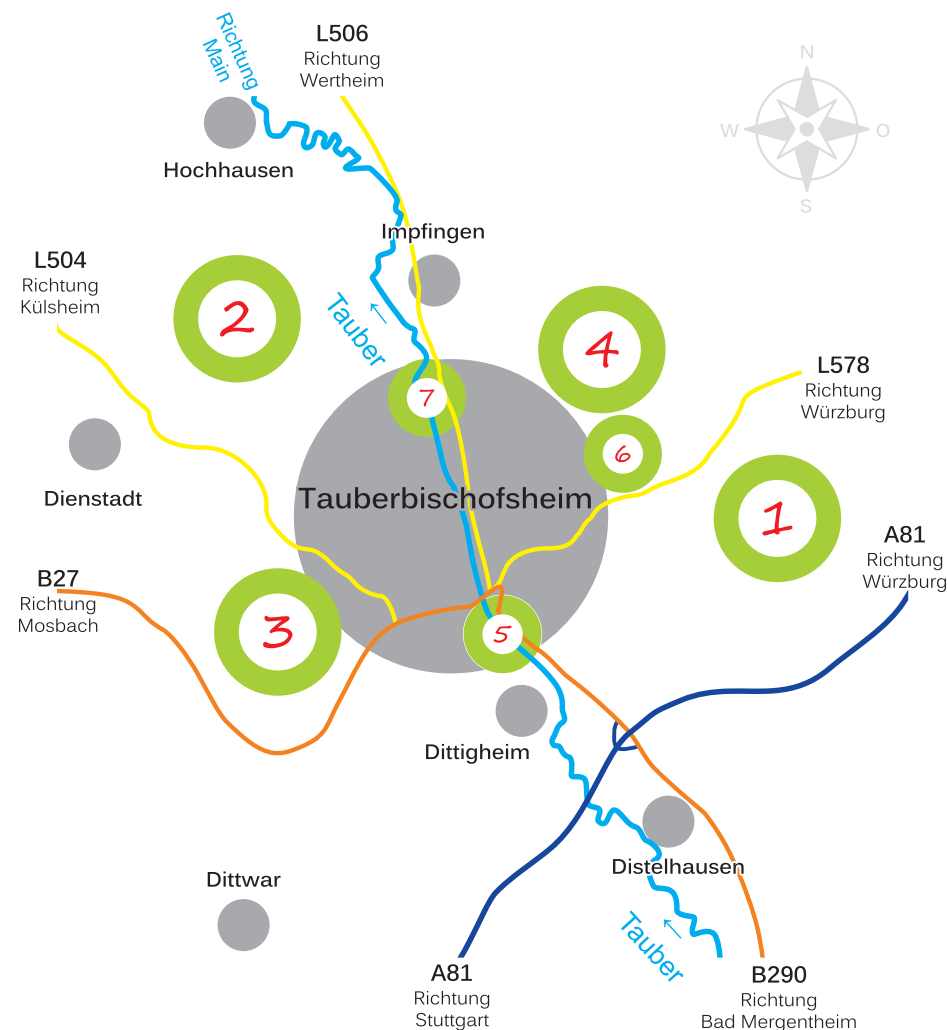 Richtung
Main
L506
Richtung
Wertheim
N
W
O
S
Hochhausen
Impfingen
L504
Richtung
Külsheim
2
← Tauber
4
L578
Richtung
Würzburg
7
6
Dienstadt
Tauberbischofsheim
1
A81
Richtung
Würzburg
B27
Richtung
Mosbach
3
5
Dittigheim
Distelhausen
Dittwar
← Tauber
A81
Richtung
Stuttgart
B290
Richtung
Bad Mergentheim